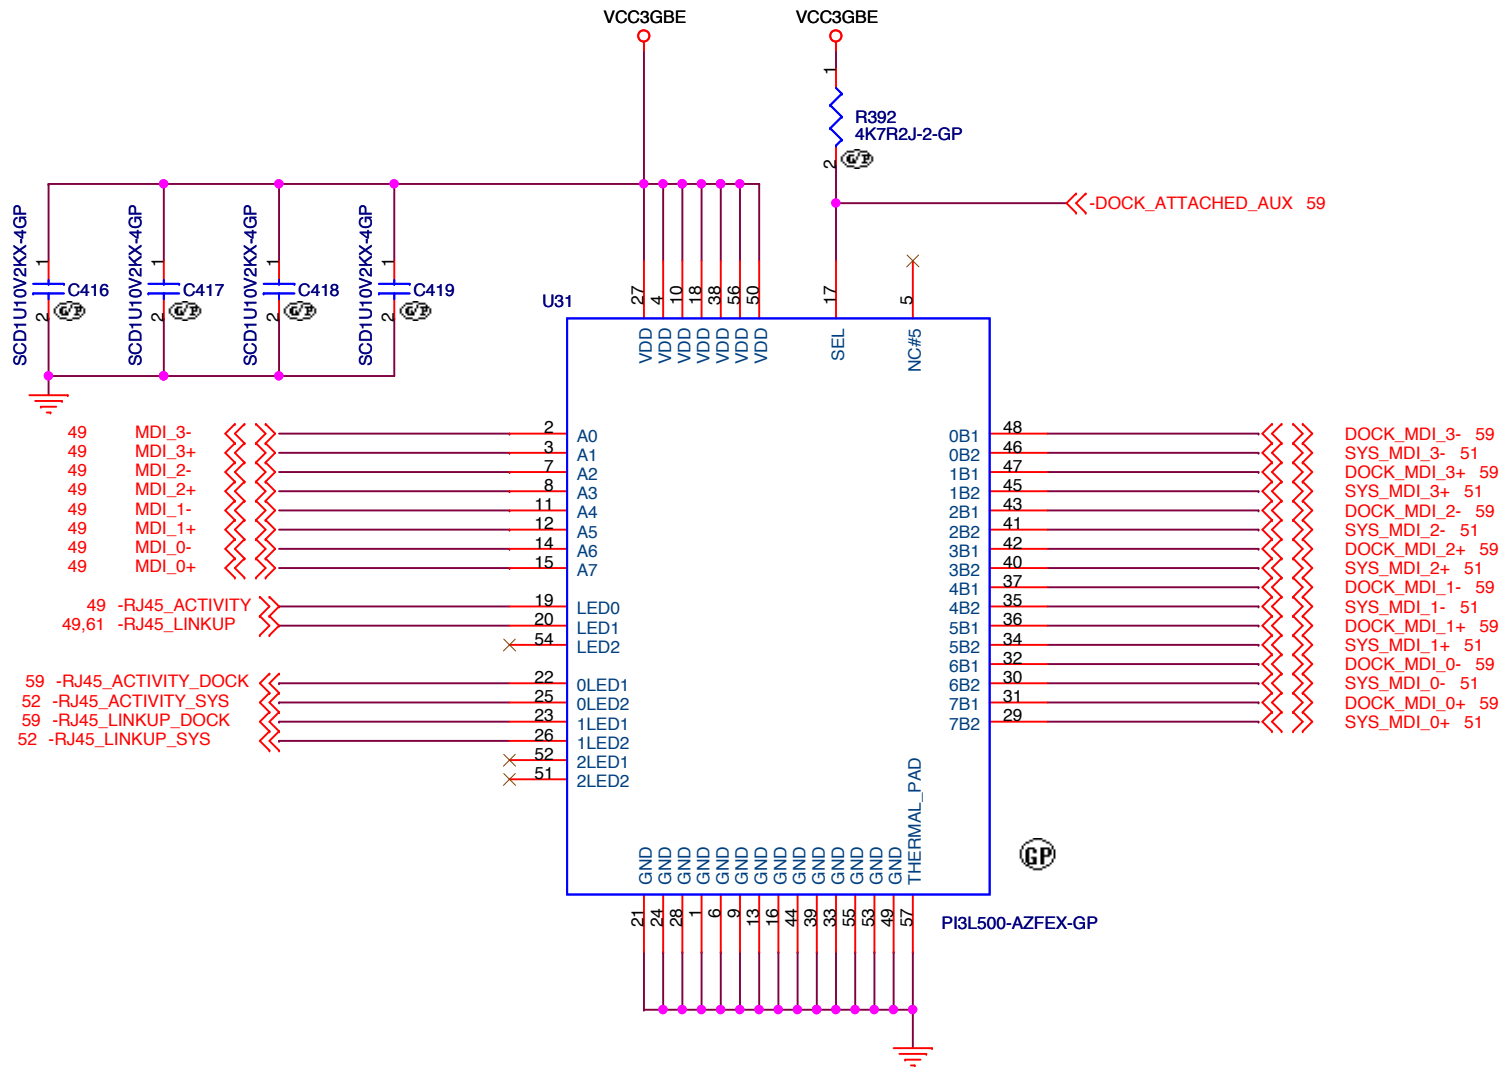 VCC3GBE
VCC3GBE
1
R392
4K7R2J-2-GP
2
G/P
-DOCK_ATTACHED_AUX 59
SCD1U10V2KX-4GP
1
C416
2
G/P
SCD1U10V2KX-4GP
1
C417
2
G/P
SCD1U10V2KX-4GP
1
C418
2
G/P
SCD1U10V2KX-4GP
1
C419
2
G/P
U31
27 4 10 18 38 56 50 17 5
VDD VDD VDD VDD VDD VDD VDD SEL NC#5
49 MDI_3- 2 A0
49 MDI_3+ 3 A1
49 MDI_2- 7 A2
49 MDI_2+ 8 A3
49 MDI_1- 11 A4
49 MDI_1+ 12 A5
49 MDI_0- 14 A6
49 MDI_0+ 15 A7
49 -RJ45_ACTIVITY 19 LED0
49,61 -RJ45_LINKUP 20 LED1
54 LED2
59 -RJ45_ACTIVITY_DOCK 22 0LED1
52 -RJ45_ACTIVITY_SYS 25 0LED2
59 -RJ45_LINKUP_DOCK 23 1LED1
52 -RJ45_LINKUP_SYS 26 1LED2
52 2LED1
51 2LED2
0B1 48 DOCK_MDI_3- 59
0B2 46 SYS_MDI_3- 51
1B1 47 DOCK_MDI_3+ 59
1B2 45 SYS_MDI_3+ 51
2B1 43 DOCK_MDI_2- 59
2B2 41 SYS_MDI_2- 51
3B1 42 DOCK_MDI_2+ 59
3B2 40 SYS_MDI_2+ 51
4B1 37 DOCK_MDI_1- 59
4B2 35 SYS_MDI_1- 51
5B1 36 DOCK_MDI_1+ 59
5B2 34 SYS_MDI_1+ 51
6B1 32 DOCK_MDI_0- 59
6B2 30 SYS_MDI_0- 51
7B1 31 DOCK_MDI_0+ 59
7B2 29 SYS_MDI_0+ 51
GND GND GND GND GND GND GND GND GND GND GND GND GND GND THERMAL_PAD
21 24 28 1 6 9 13 16 44 39 33 55 53 49 57
GP
PI3L500-AZFEX-GP